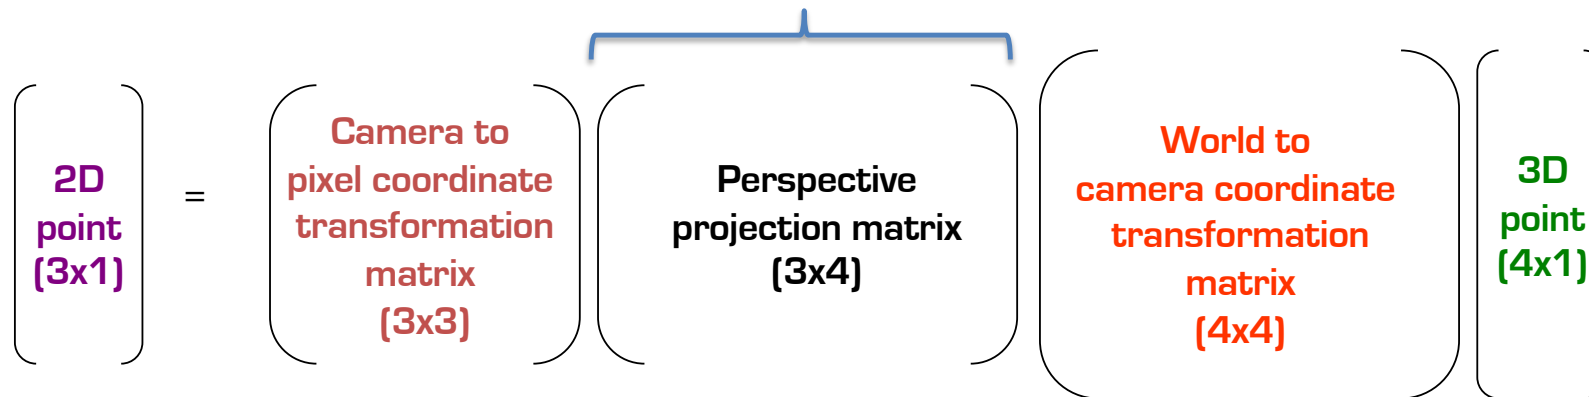 2D
point
(3x1)
=
Camera to
pixel coordinate
transformation
matrix
(3x3)
Perspective
projection matrix
(3x4)
World to
camera coordinate
transformation
matrix
(4x4)
3D
point
(4x1)